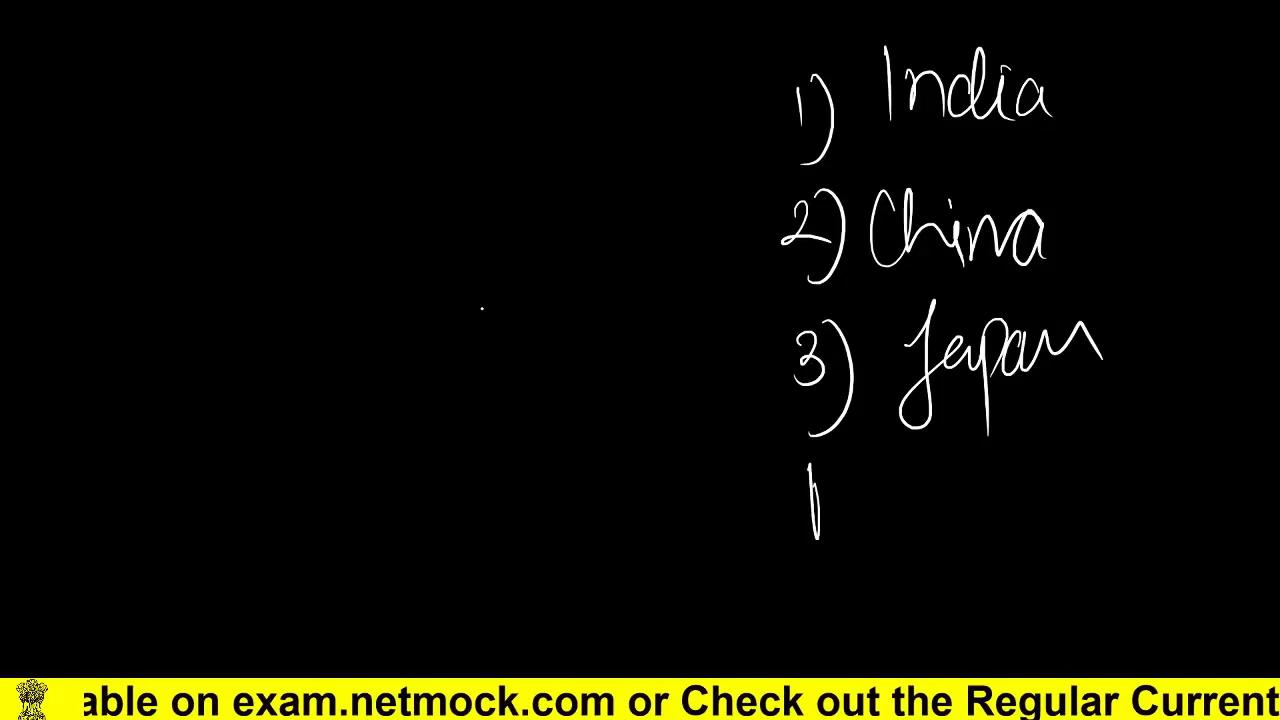 1) India
2) China
3) Japan
able on exam.netmock.com or Check out the Regular Current